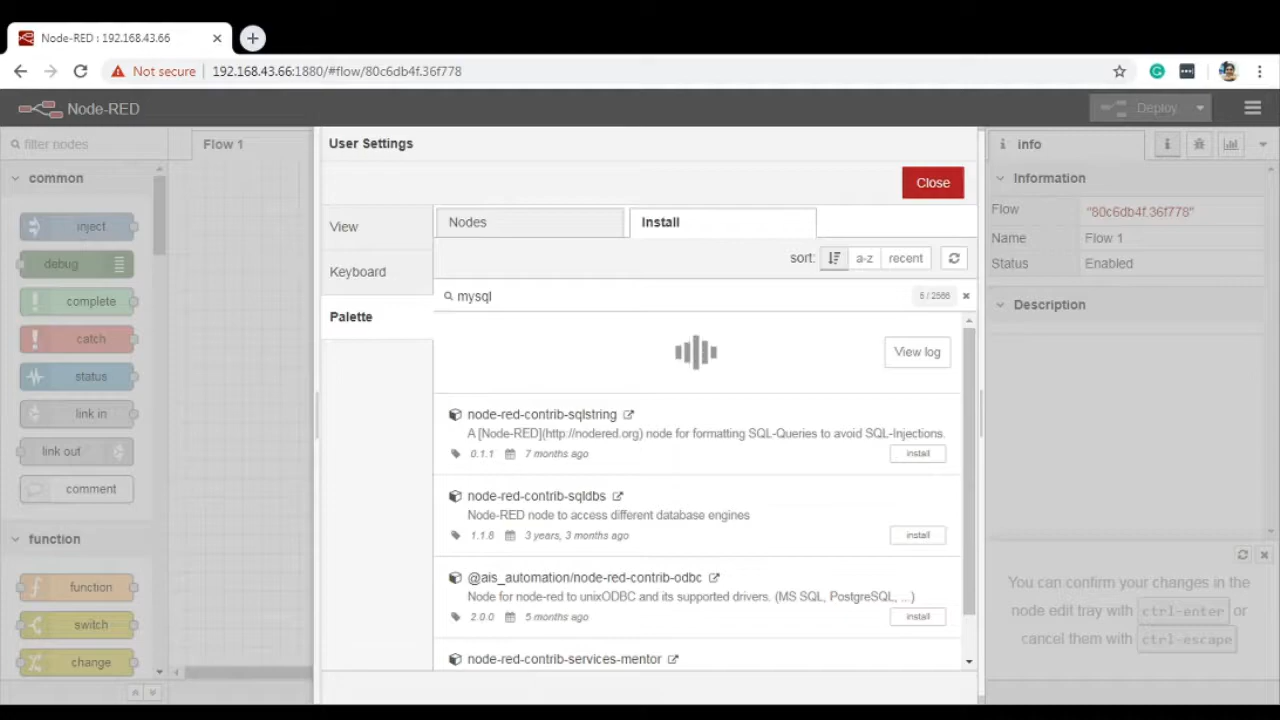 Node-RED : 192.168.43.66
Not secure
192.168.43.66:1880/#flow/80c6db4f.36f778
Node-RED
Deploy
filter nodes
Flow 1
common
inject
debug
complete
catch
status
link in
link out
comment
function
function
switch
change
User Settings
Close
View
Keyboard
Palette
Nodes
Install
sort:
a-z
recent
mysql
5 / 2586
View log
node-red-contrib-sqlstring
A [Node-RED](http://nodered.org) node for formatting SQL-Queries to avoid SQL-Injections.
0.1.1 7 months ago
install
node-red-contrib-sqldbs
Node-RED node to access different database engines
1.1.8 3 years, 3 months ago
install
@ais_automation/node-red-contrib-odbc
Node for node-red to unixODBC and its supported drivers. (MS SQL, PostgreSQL, ...)
2.0.0 5 months ago
install
node-red-contrib-services-mentor
info
Information
Flow "80c6db4f.36f778"
Name Flow 1
Status Enabled
Description
You can confirm your changes in the
node edit tray with ctrl-enter or
cancel them with ctrl-escape